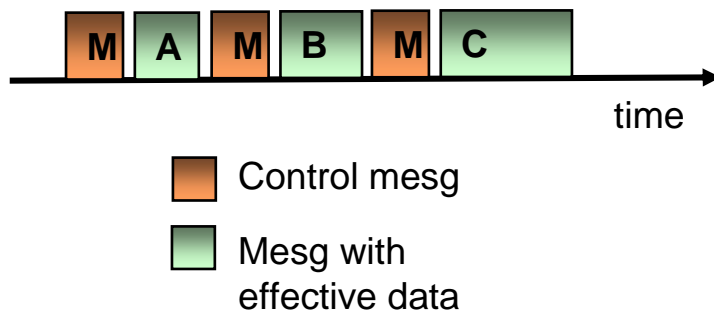 M A M B M C
time
Control mesg
Mesg with
effective data